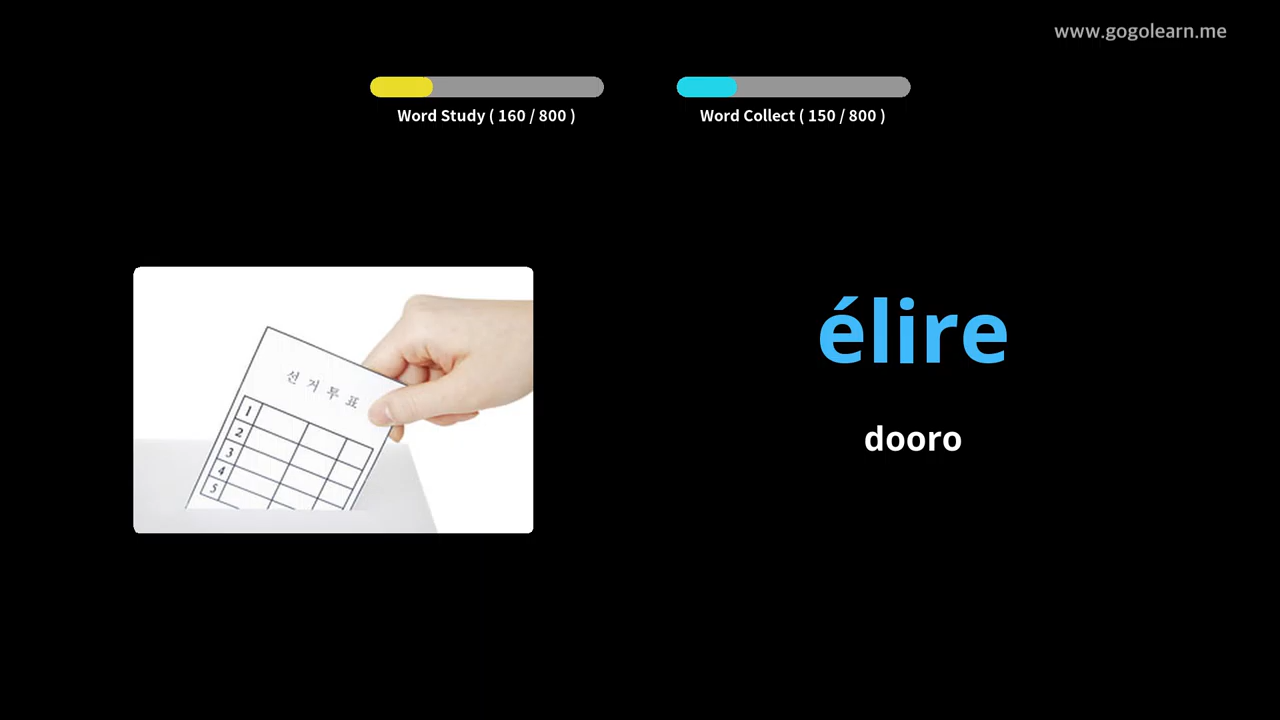 www.gogolearn.me
Word Study ( 160 / 800 )
Word Collect ( 150 / 800 )
선거투표
1
2
3
4
5
élire
dooro